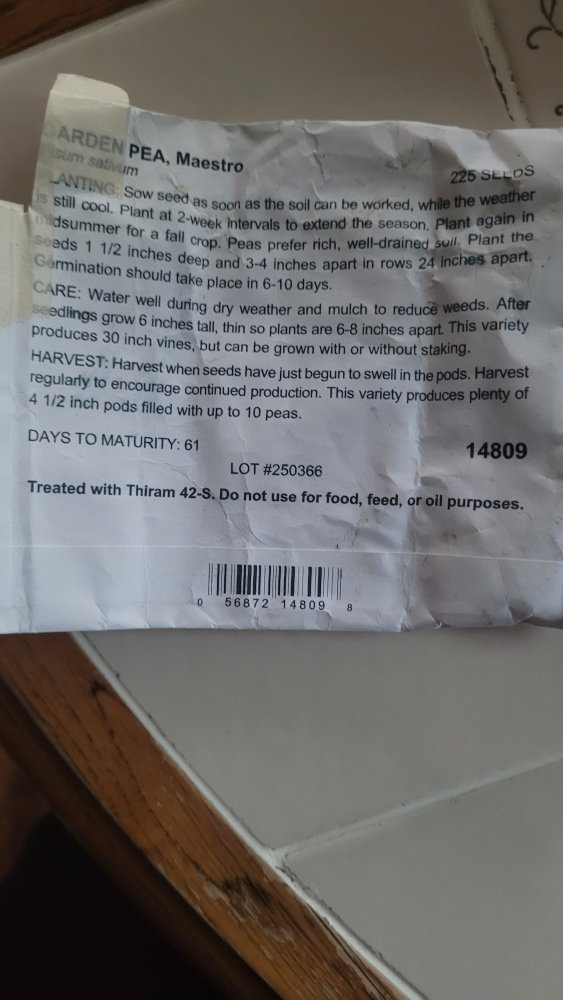 ARDEN PEA, Maestro
sum sativum
225 SEEDS
ANTING: Sow seed as soon as the soil can be worked, while the weather
is still cool. Plant at 2-week intervals to extend the season. Plant again in
midsummer for a fall crop. Peas prefer rich, well-drained soil. Plant the
seeds 1 1/2 inches deep and 3-4 inches apart in rows 24 inches apart.
Germination should take place in 6-10 days.
CARE: Water well during dry weather and mulch to reduce weeds. After
seedlings grow 6 inches tall, thin so plants are 6-8 inches apart. This variety
produces 30 inch vines, but can be grown with or without staking.
HARVEST: Harvest when seeds have just begun to swell in the pods. Harvest
regularly to encourage continued production. This variety produces plenty of
4 1/2 inch pods filled with up to 10 peas.
DAYS TO MATURITY: 61
14809
LOT #250366
Treated with Thiram 42-S. Do not use for food, feed, or oil purposes.
0 56872 14809 8